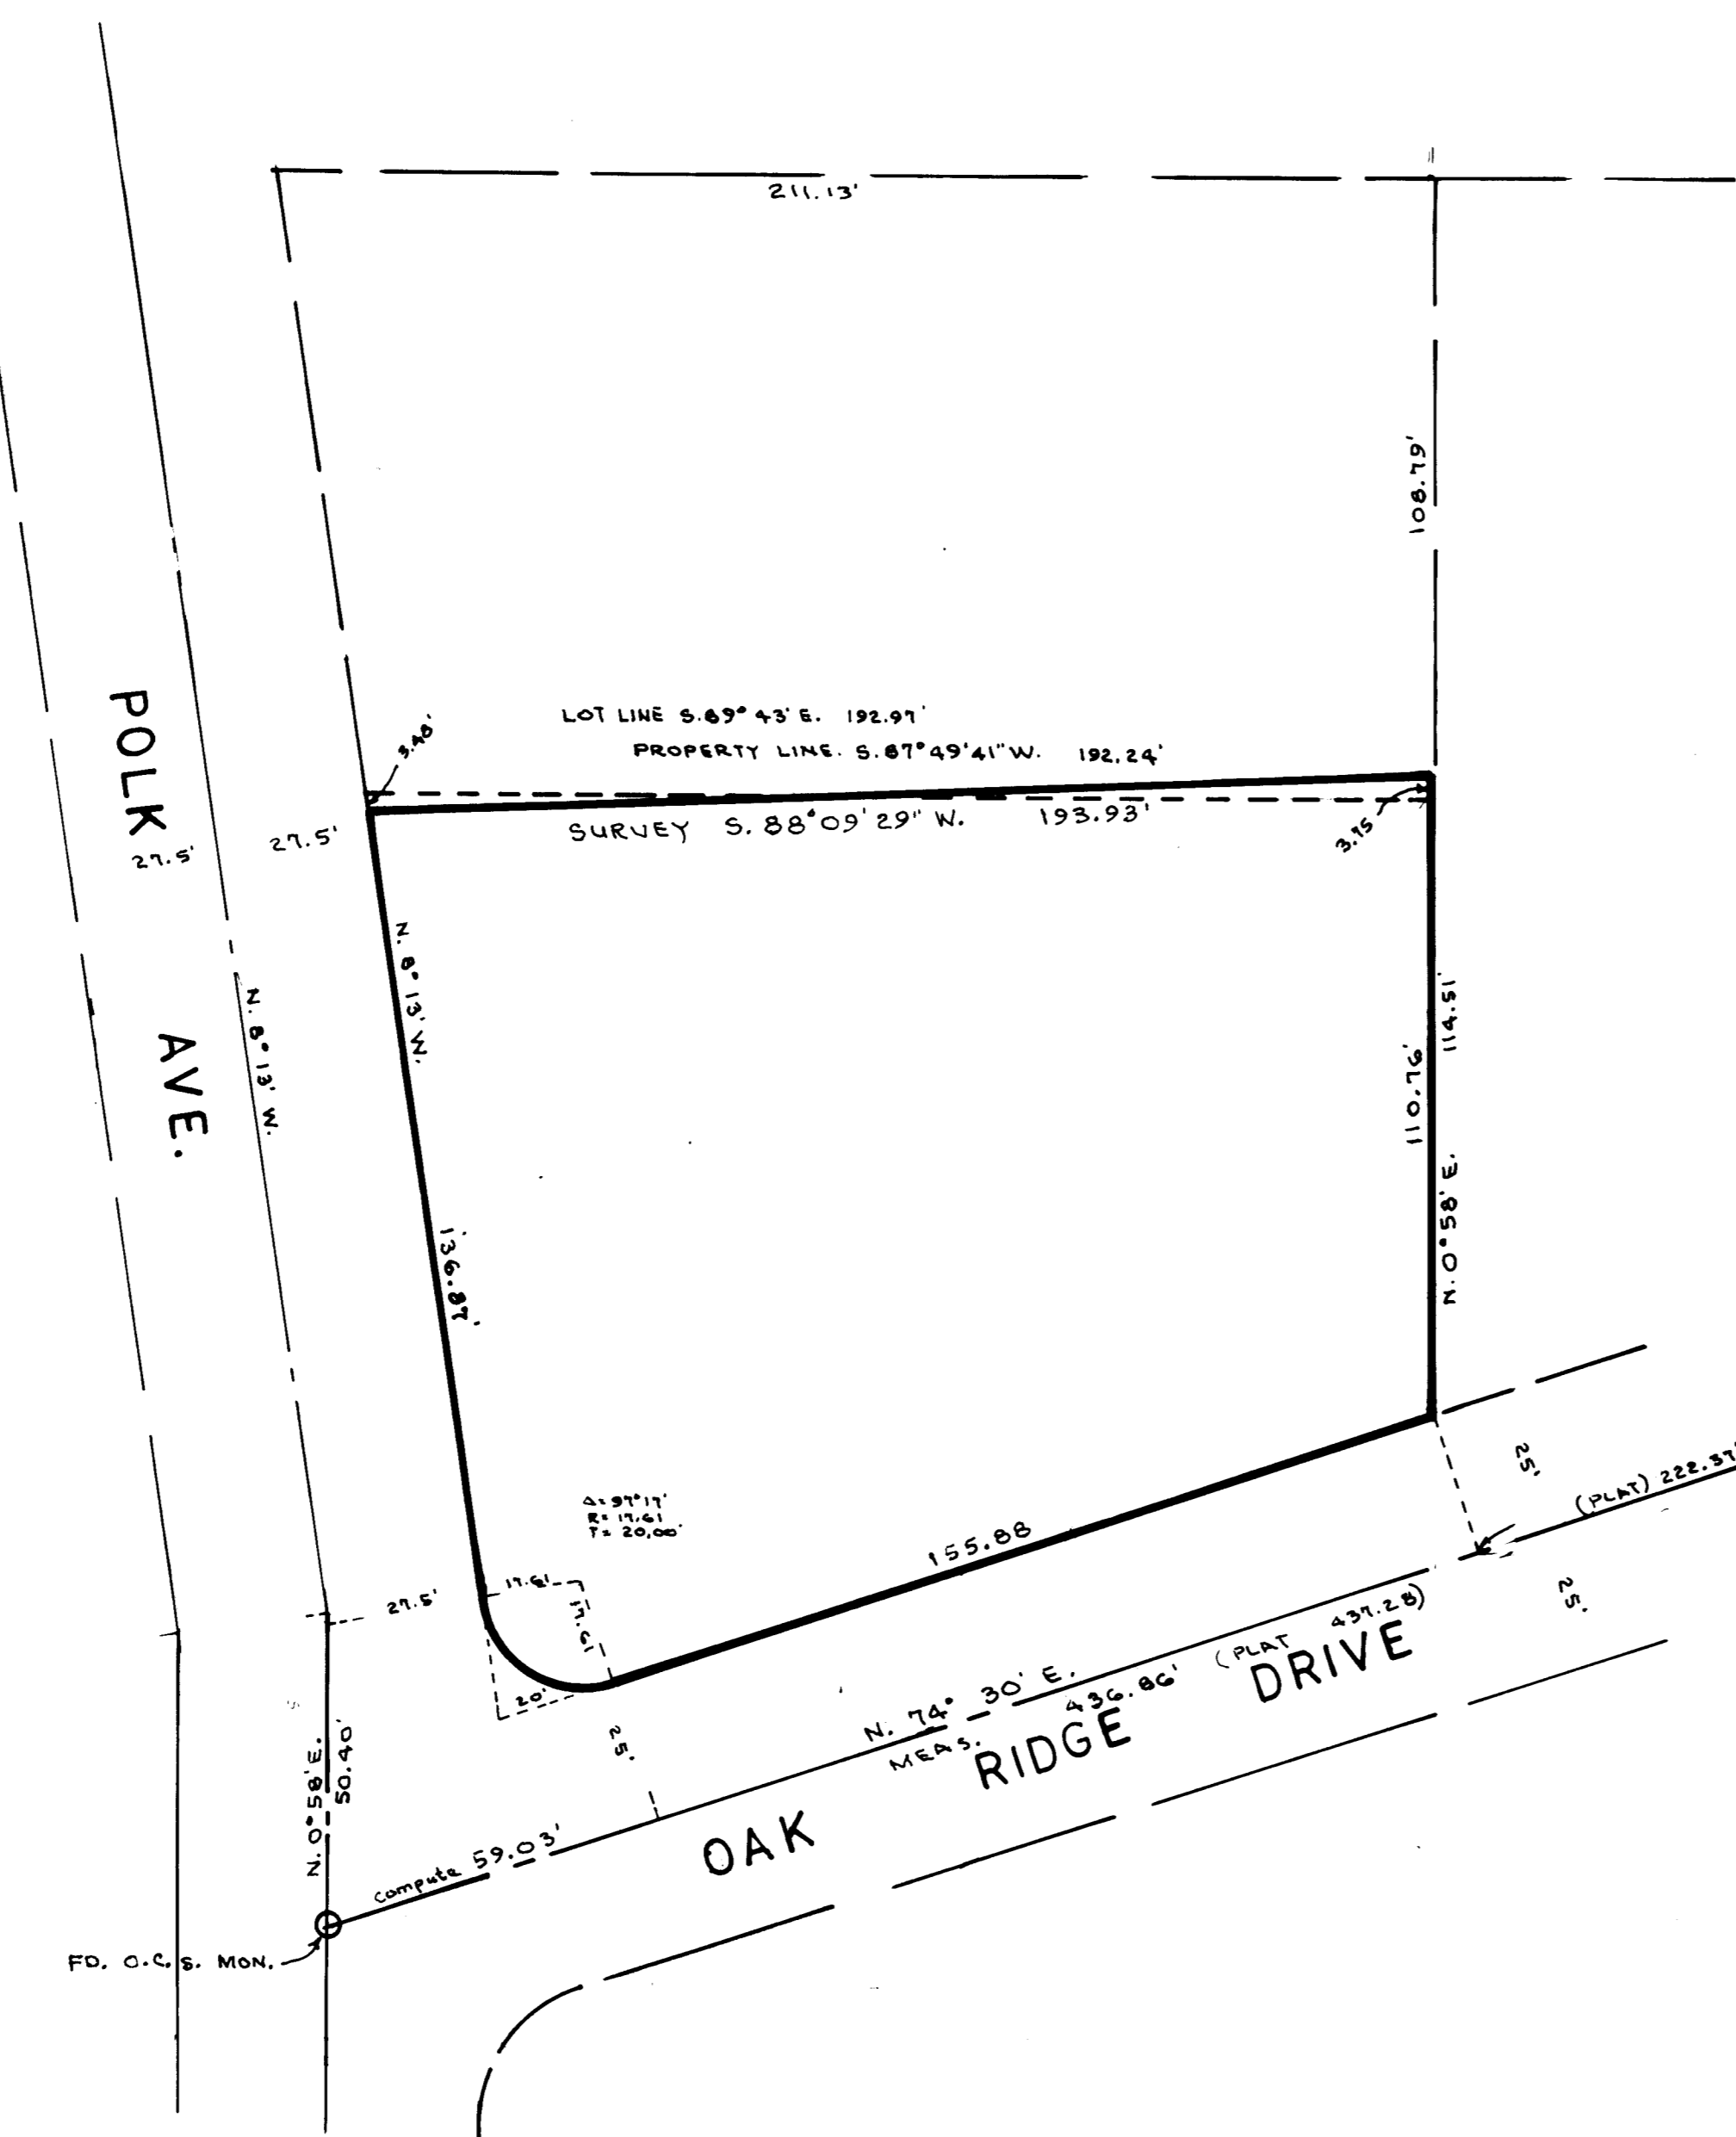 211.13'
108.79'
LOT LINE S.89°43'E. 192.97'
PROPERTY LINE. S.87°49'41"W. 192.24'
3.40'
SURVEY S.88°09'29"W. 193.93'
3.75
POLK AVE.
27.5'
27.5'
N.8°13'W.
N.8°13'W.
136.87'
114.51'
110.76'
N.0°58'E.
Δ=97°17'
R=17.61
T=20.00'
17.61'
17.61
20'
27.5'
155.88
25'
25'
25'
(PLAT) 222.37'
N. 74° 30' E.
MEAS. 436.86' (PLAT 437.28)
OAK RIDGE DRIVE
N.0°58'E.
50.40'
Compute 59.03'
FD. O.C.S. MON.